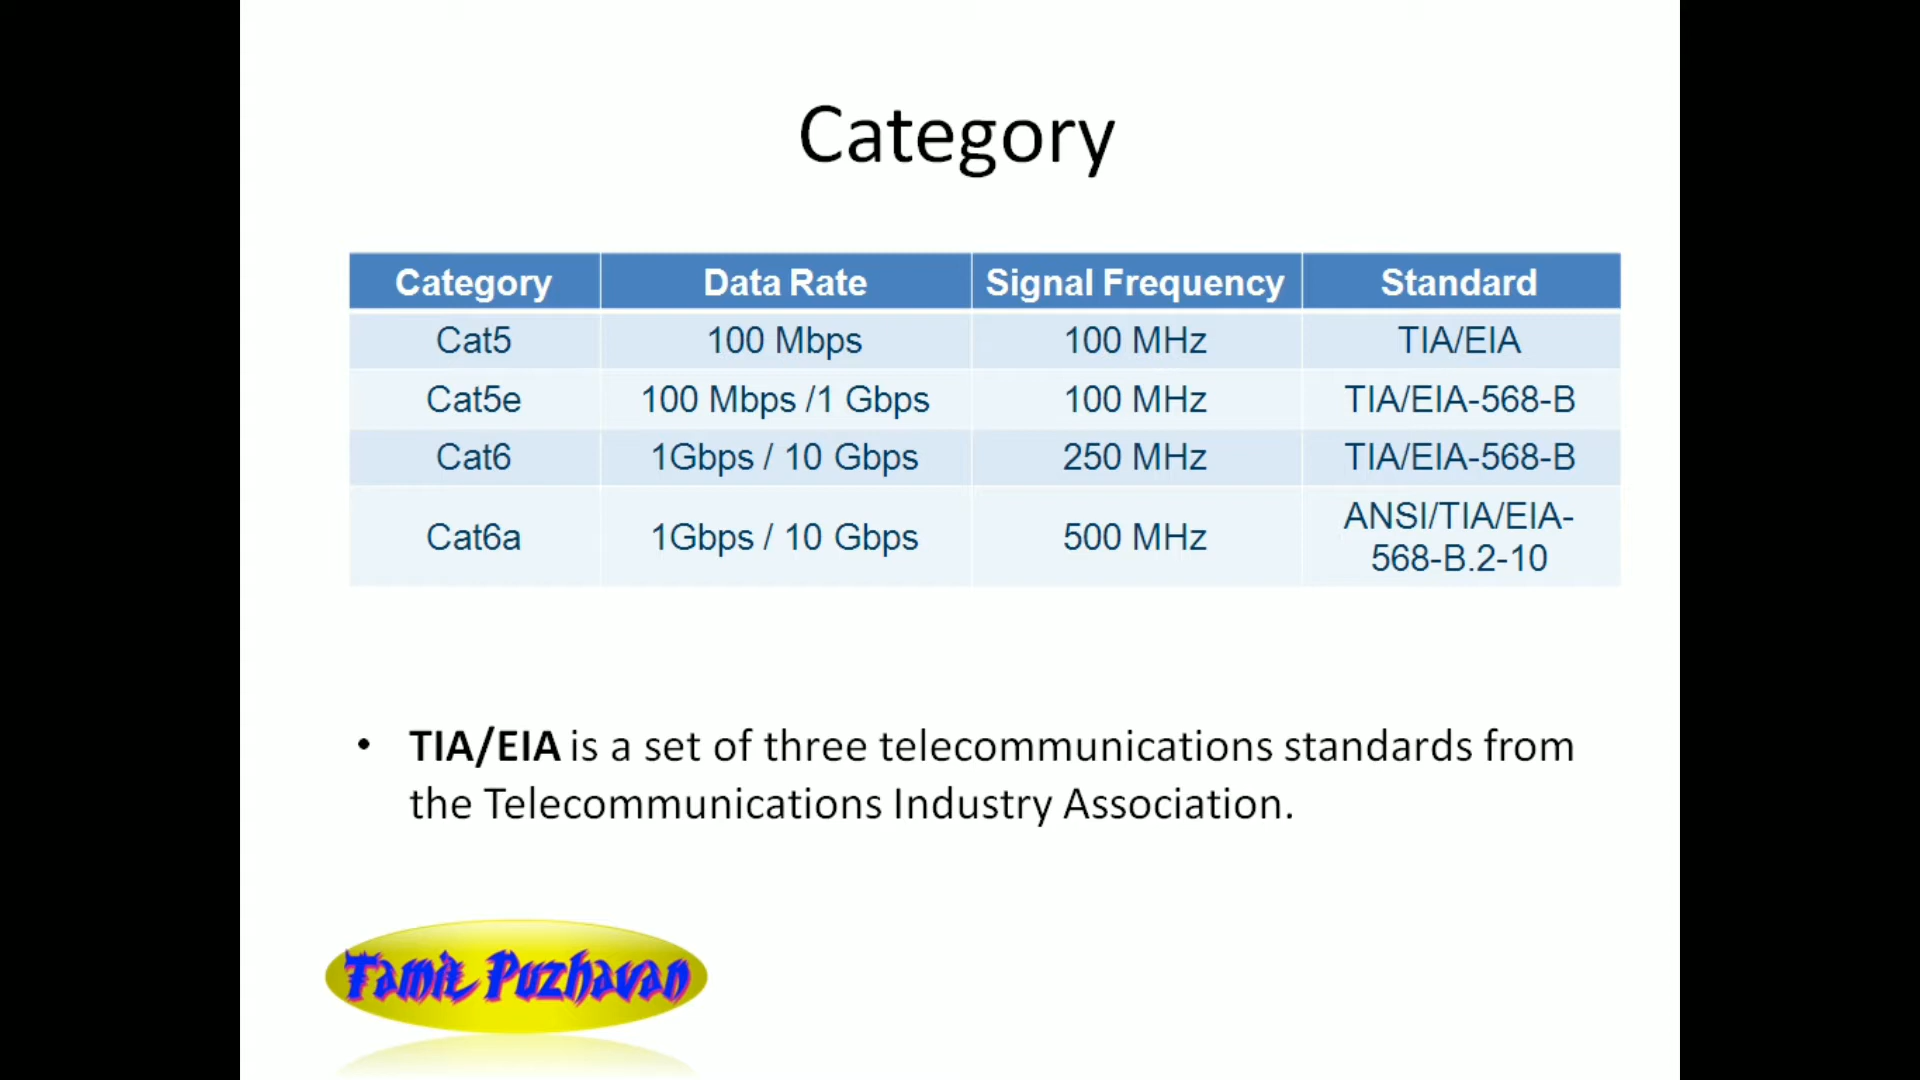 Category
Category Data Rate Signal Frequency Standard
Cat5 100 Mbps 100 MHz TIA/EIA
Cat5e 100 Mbps /1 Gbps 100 MHz TIA/EIA-568-B
Cat6 1Gbps / 10 Gbps 250 MHz TIA/EIA-568-B
Cat6a 1Gbps / 10 Gbps 500 MHz ANSI/TIA/EIA-
568-B.2-10
• TIA/EIA is a set of three telecommunications standards from
the Telecommunications Industry Association.
Tamil Puzhavan